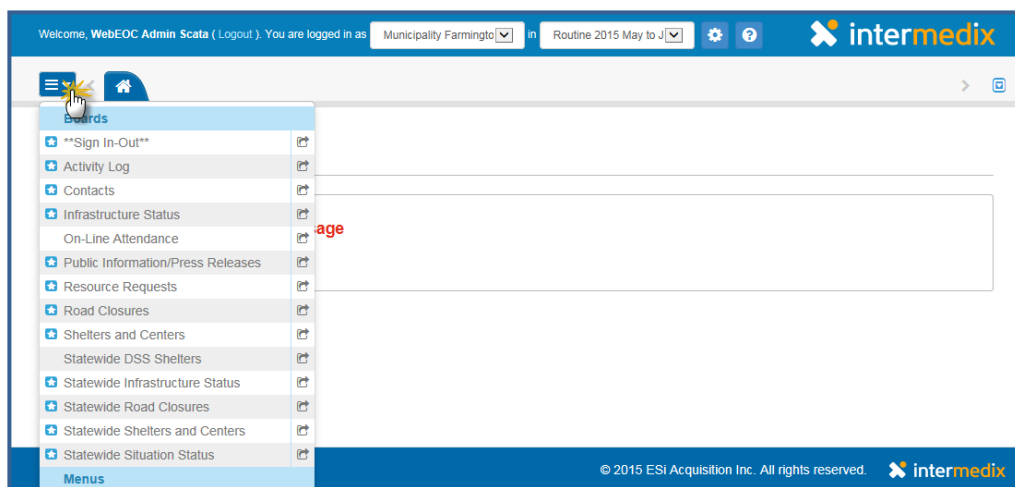 Welcome, WebEOC Admin Scata ( Logout ). You are logged in as Municipality Farmingto in Routine 2015 May to J intermedix
Boards
**Sign In-Out**
Activity Log
Contacts
Infrastructure Status
sage
On-Line Attendance
Public Information/Press Releases
Resource Requests
Road Closures
Shelters and Centers
Statewide DSS Shelters
Statewide Infrastructure Status
Statewide Road Closures
Statewide Shelters and Centers
Statewide Situation Status
Menus
© 2015 ESi Acquisition Inc. All rights reserved. intermedix